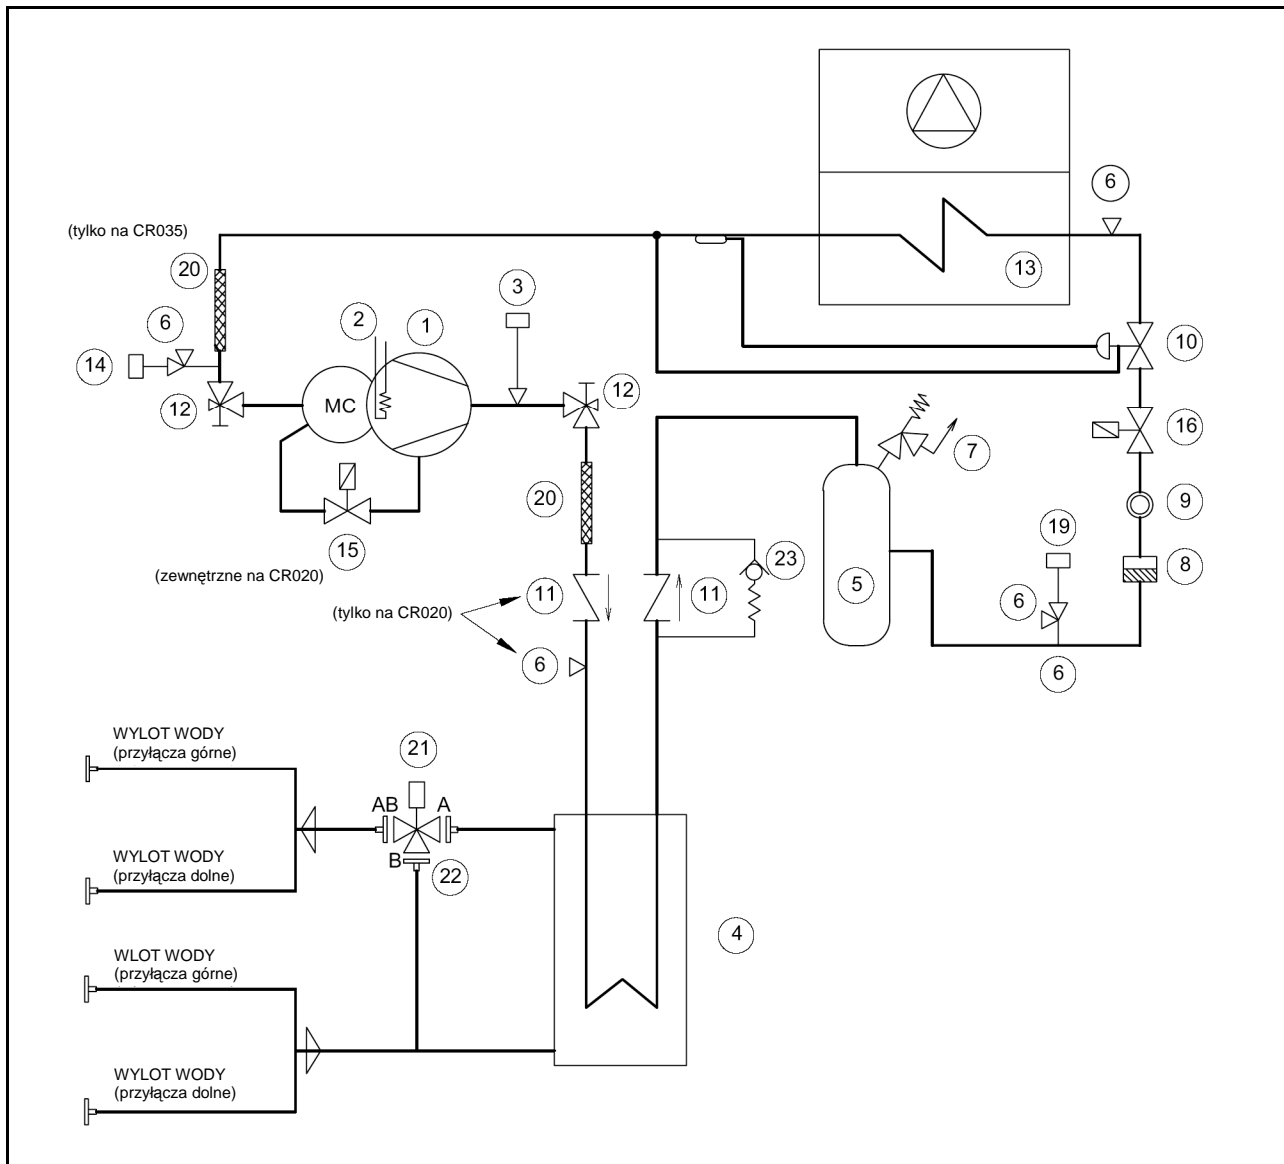 6
(tylko na CR035)
20
13
3
2
1
6
10
14
MC
12
12
16
7
20
9
19
15
23
8
(zewnętrzne na CR020)
5
11
11
(tylko na CR020)
6
6
6
WYLOT WODY
(przyłącza górne)
21
AB
A
WYLOT WODY
(przyłącza dolne)
B
22
4
WLOT WODY
(przyłącza górne)
WYLOT WODY
(przyłącza dolne)